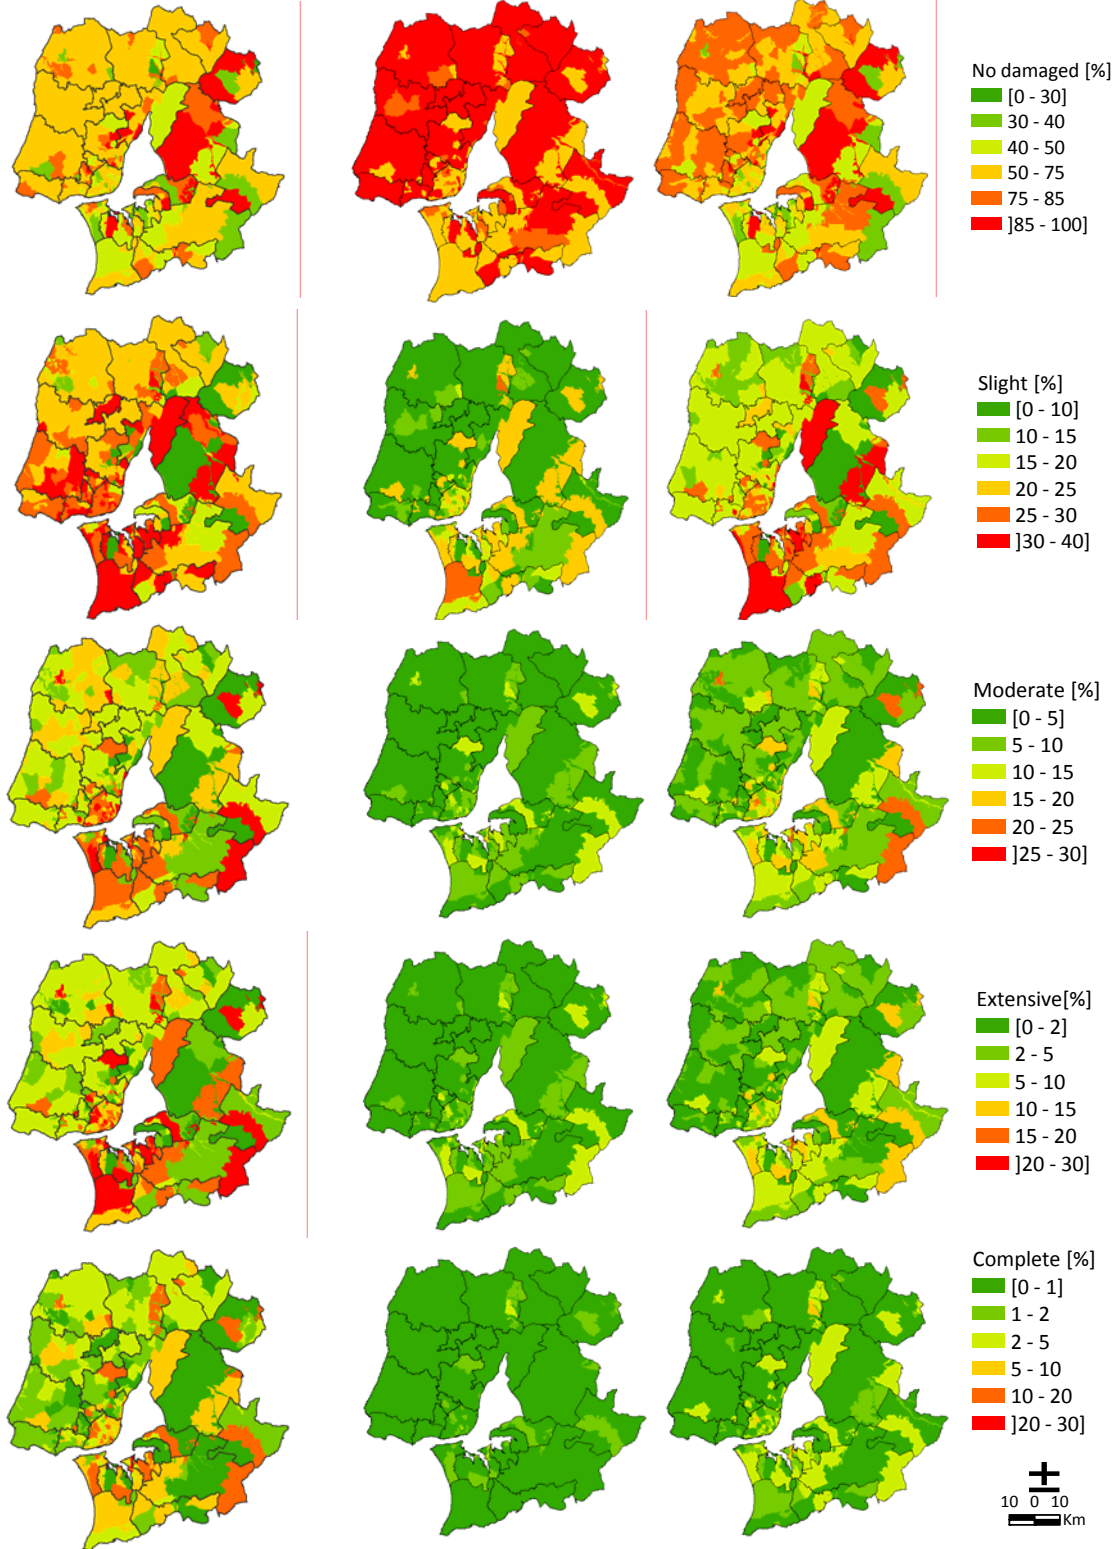 No damaged [%]
[0 - 30]
30 - 40
40 - 50
50 - 75
75 - 85
]85 - 100]
Slight [%]
[0 - 10]
10 - 15
15 - 20
20 - 25
25 - 30
]30 - 40]
Moderate [%]
[0 - 5]
5 - 10
10 - 15
15 - 20
20 - 25
]25 - 30]
Extensive[%]
[0 - 2]
2 - 5
5 - 10
10 - 15
15 - 20
]20 - 30]
Complete [%]
[0 - 1]
1 - 2
2 - 5
5 - 10
10 - 20
]20 - 30]
10 0 10
Km